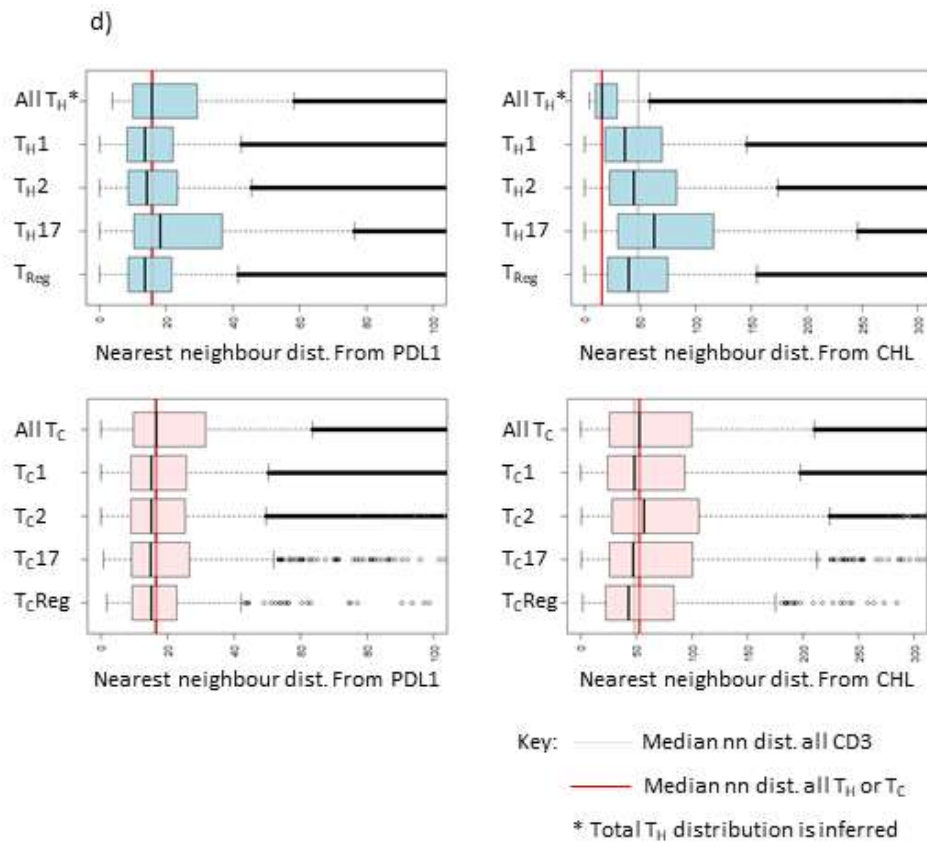 d)
All TH*
TH1
TH2
TH17
TReg
0 20 40 60 80 100
Nearest neighbour dist. From PDL1
All TH*
TH1
TH2
TH17
TReg
0 50 100 150 200 250 300
Nearest neighbour dist. From CHL
All TC
TC1
TC2
TC17
TCReg
0 20 40 60 80 100
Nearest neighbour dist. From PDL1
All TC
TC1
TC2
TC17
TCReg
0 50 100 150 200 250 300
Nearest neighbour dist. From CHL
Key: Median nn dist. all CD3
Median nn dist. all TH or TC
* Total TH distribution is inferred